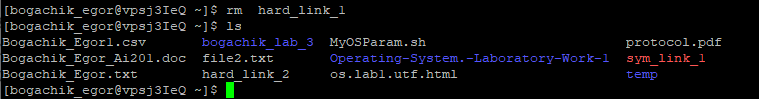 [bogachik_egor@vpsj3IeQ ~]$ rm  hard_link_1
[bogachik_egor@vpsj3IeQ ~]$ ls
Bogachik_Egor1.csv bogachik_lab_3 MyOSParam.sh protocol.pdf
Bogachik_Egor_Ai201.doc file2.txt Operating-System.-Laboratory-Work-1 sym_link_1
Bogachik_Egor.txt hard_link_2 os.lab1.utf.html temp
[bogachik_egor@vpsj3IeQ ~]$